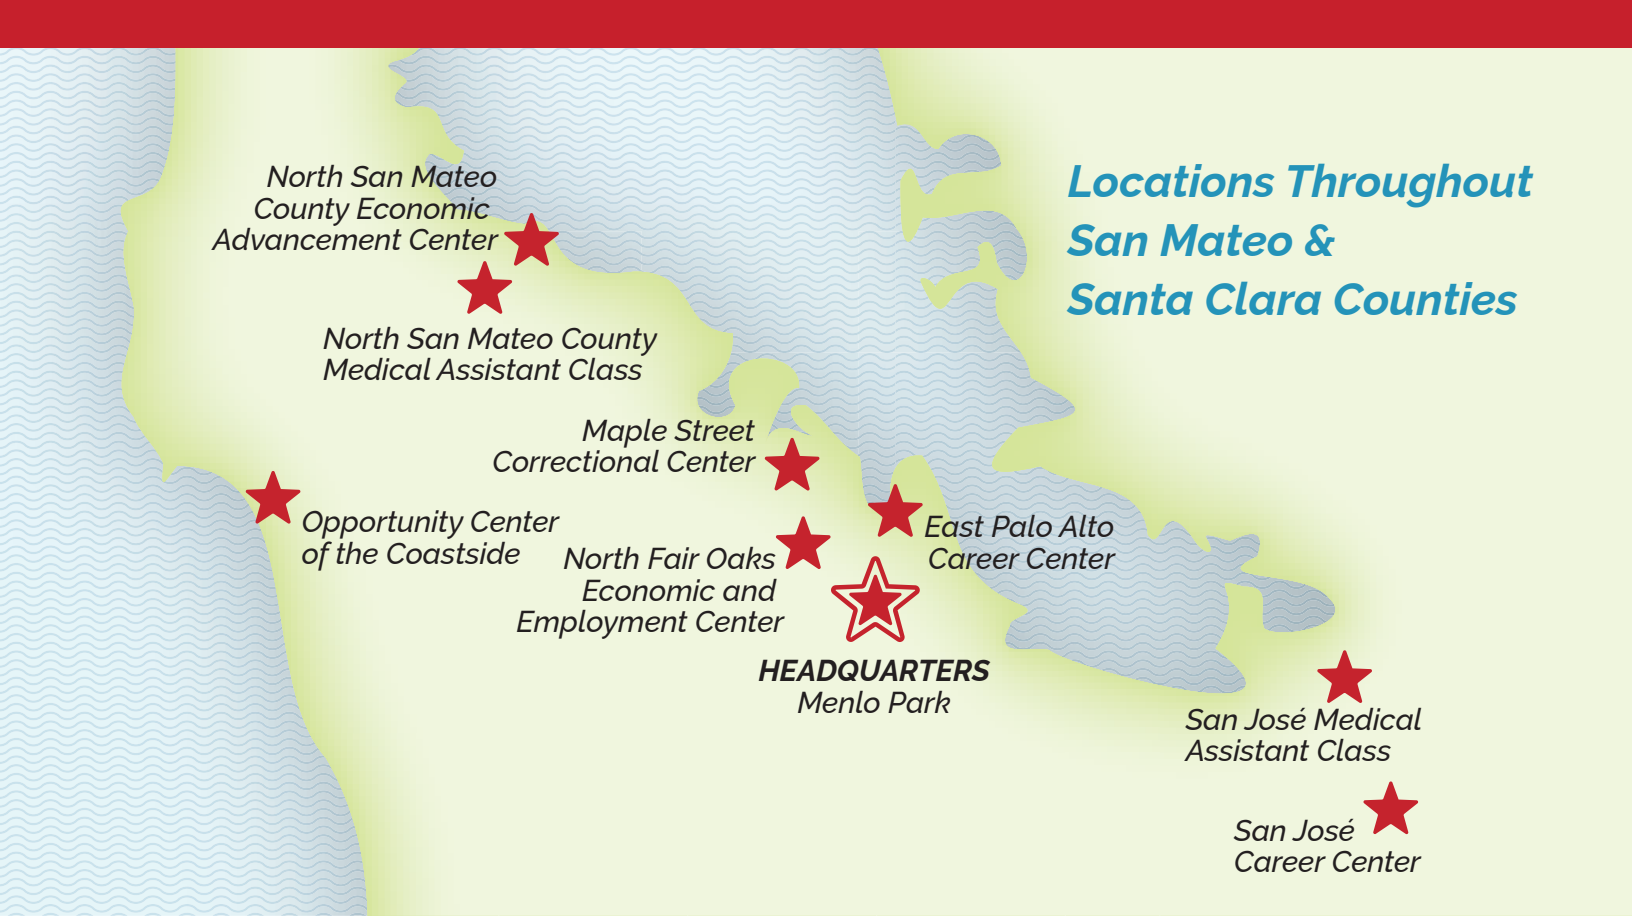 Locations Throughout
San Mateo &
Santa Clara Counties
North San Mateo
County Economic
Advancement Center
North San Mateo County
Medical Assistant Class
Maple Street
Correctional Center
Opportunity Center
of the Coastside
North Fair Oaks
Economic and
Employment Center
East Palo Alto
Career Center
HEADQUARTERS
Menlo Park
San José Medical
Assistant Class
San José
Career Center